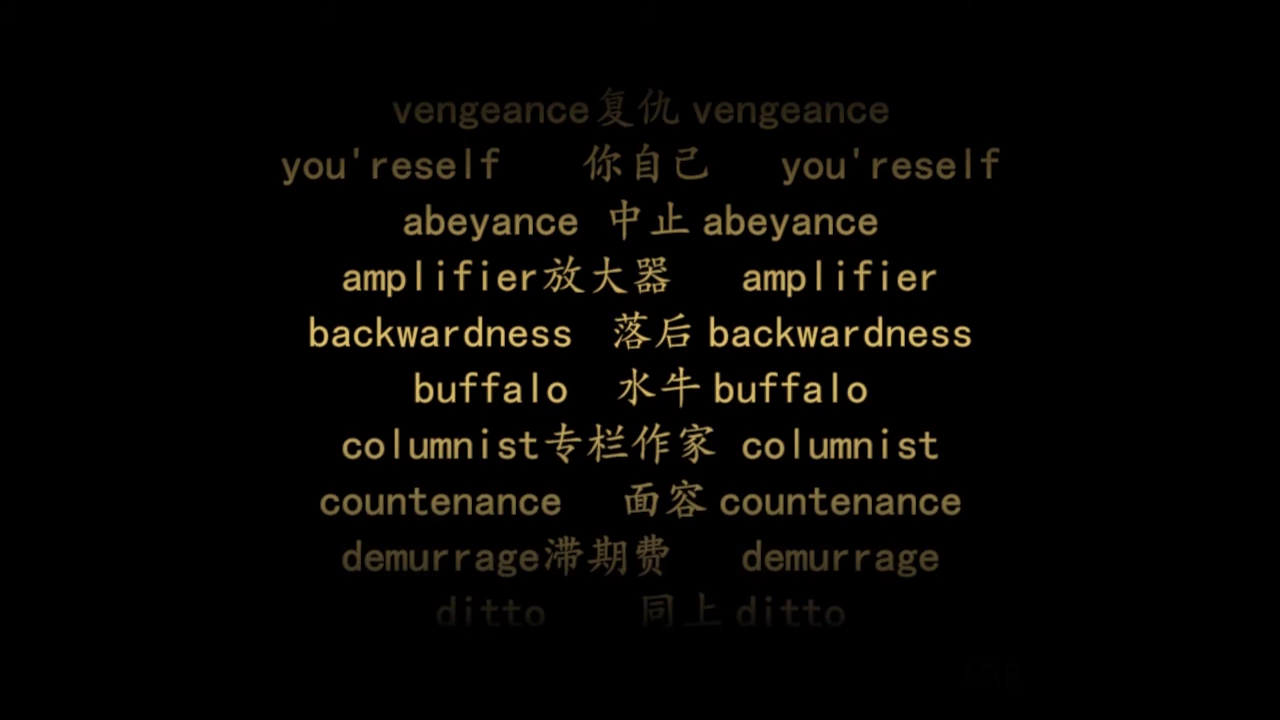 vengeance复仇 vengeance
you'reself 你自己 you'reself
abeyance 中止 abeyance
amplifier放大器 amplifier
backwardness 落后 backwardness
buffalo 水牛 buffalo
columnist专栏作家 columnist
countenance 面容 countenance
demurrage滞期费 demurrage
ditto 同上 ditto